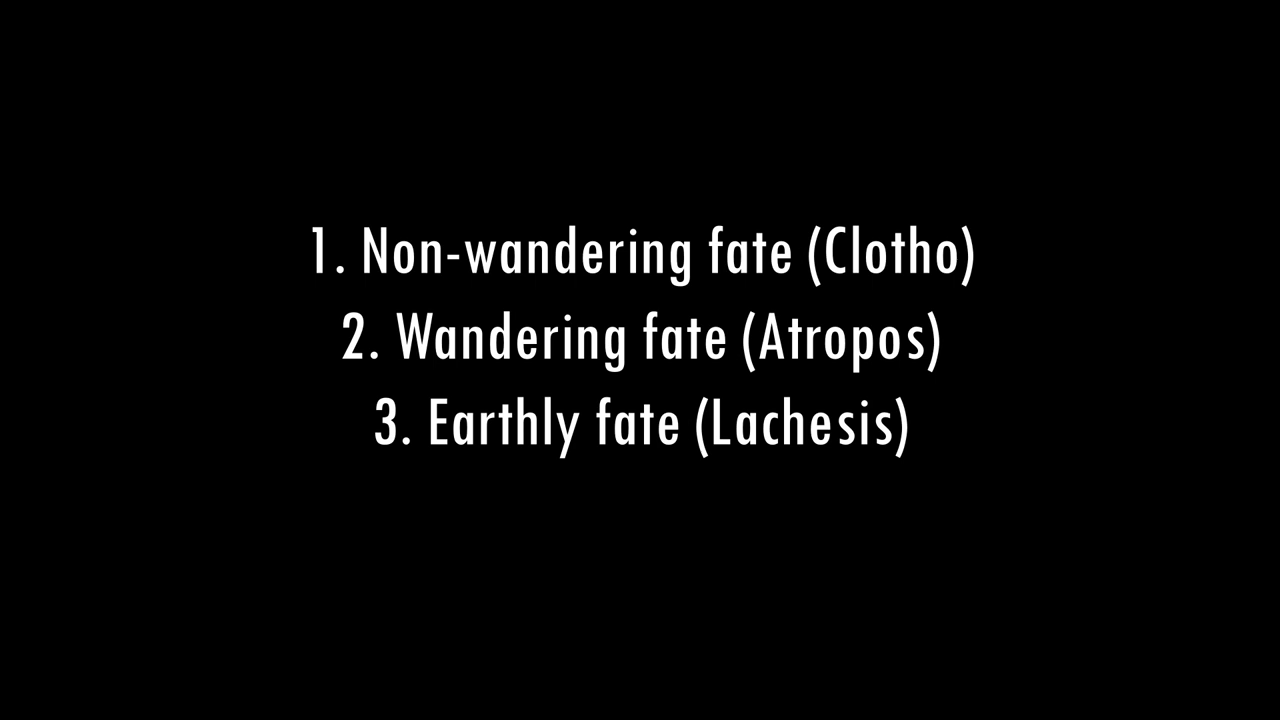 1. Non-wandering fate (Clotho)
2. Wandering fate (Atropos)
3. Earthly fate (Lachesis)